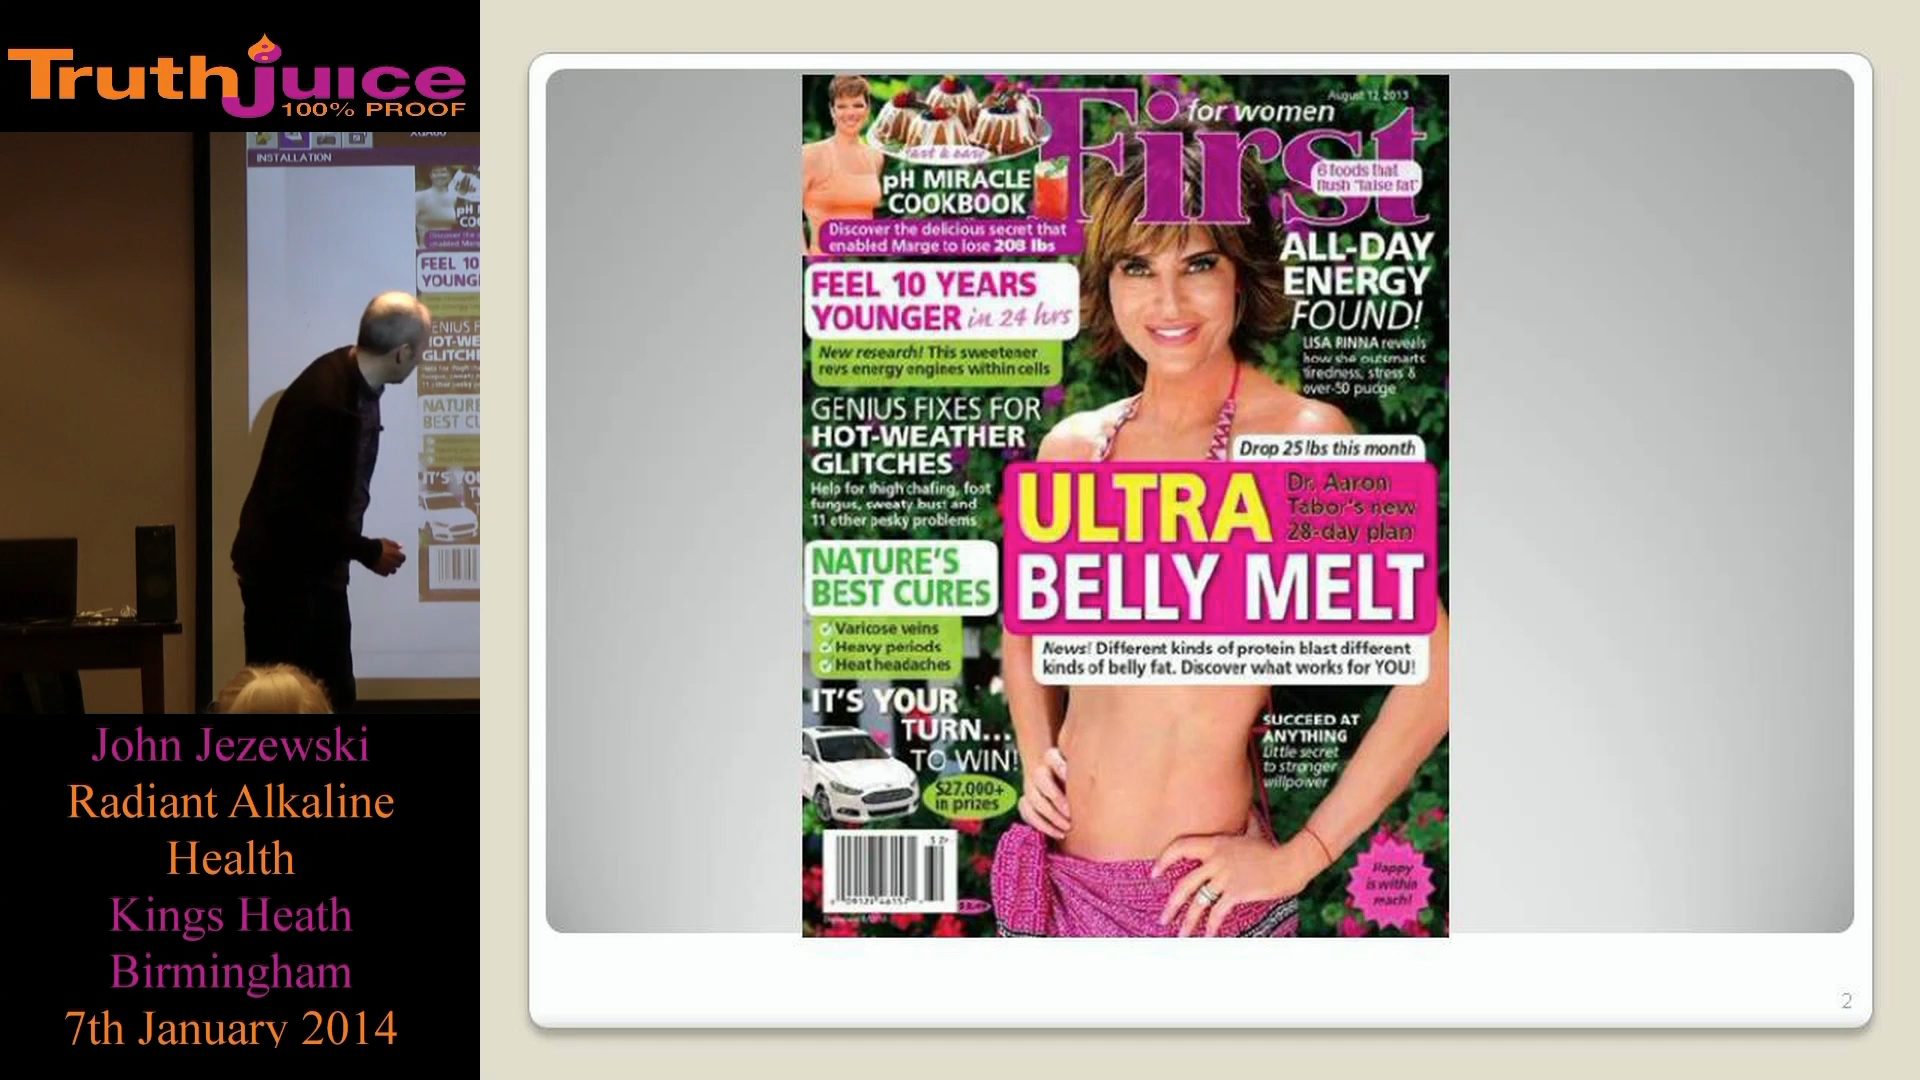 Truthjuice
100% PROOF
INSTALLATION
John Jezewski
Radiant Alkaline
Health
Kings Heath
Birmingham
7th January 2014
August 12, 2013
for women
First
fast & easy
pH MIRACLE
COOKBOOK
Discover the delicious secret that
enabled Marge to lose 208 lbs
6 foods that
flush "false fat"
ALL-DAY
ENERGY
FOUND!
LISA RINNA reveals
how she outsmarts
tiredness, stress &
over-50 pudge
FEEL 10 YEARS
YOUNGER in 24 hrs
New research! This sweetener
revs energy engines within cells
GENIUS FIXES FOR
HOT-WEATHER
GLITCHES
Help for thigh chafing, foot
fungus, sweaty bust and
11 other pesky problems
Drop 25 lbs this month
ULTRA
Dr. Aaron
Tabor's new
28-day plan
BELLY MELT
News! Different kinds of protein blast different
kinds of belly fat. Discover what works for YOU!
NATURE'S
BEST CURES
Varicose veins
Heavy periods
Heat headaches
IT'S YOUR
TURN...
TO WIN!
$27,000+
in prizes
SUCCEED AT
ANYTHING
Little secret
to stronger
willpower
Happy
is within
reach!
2